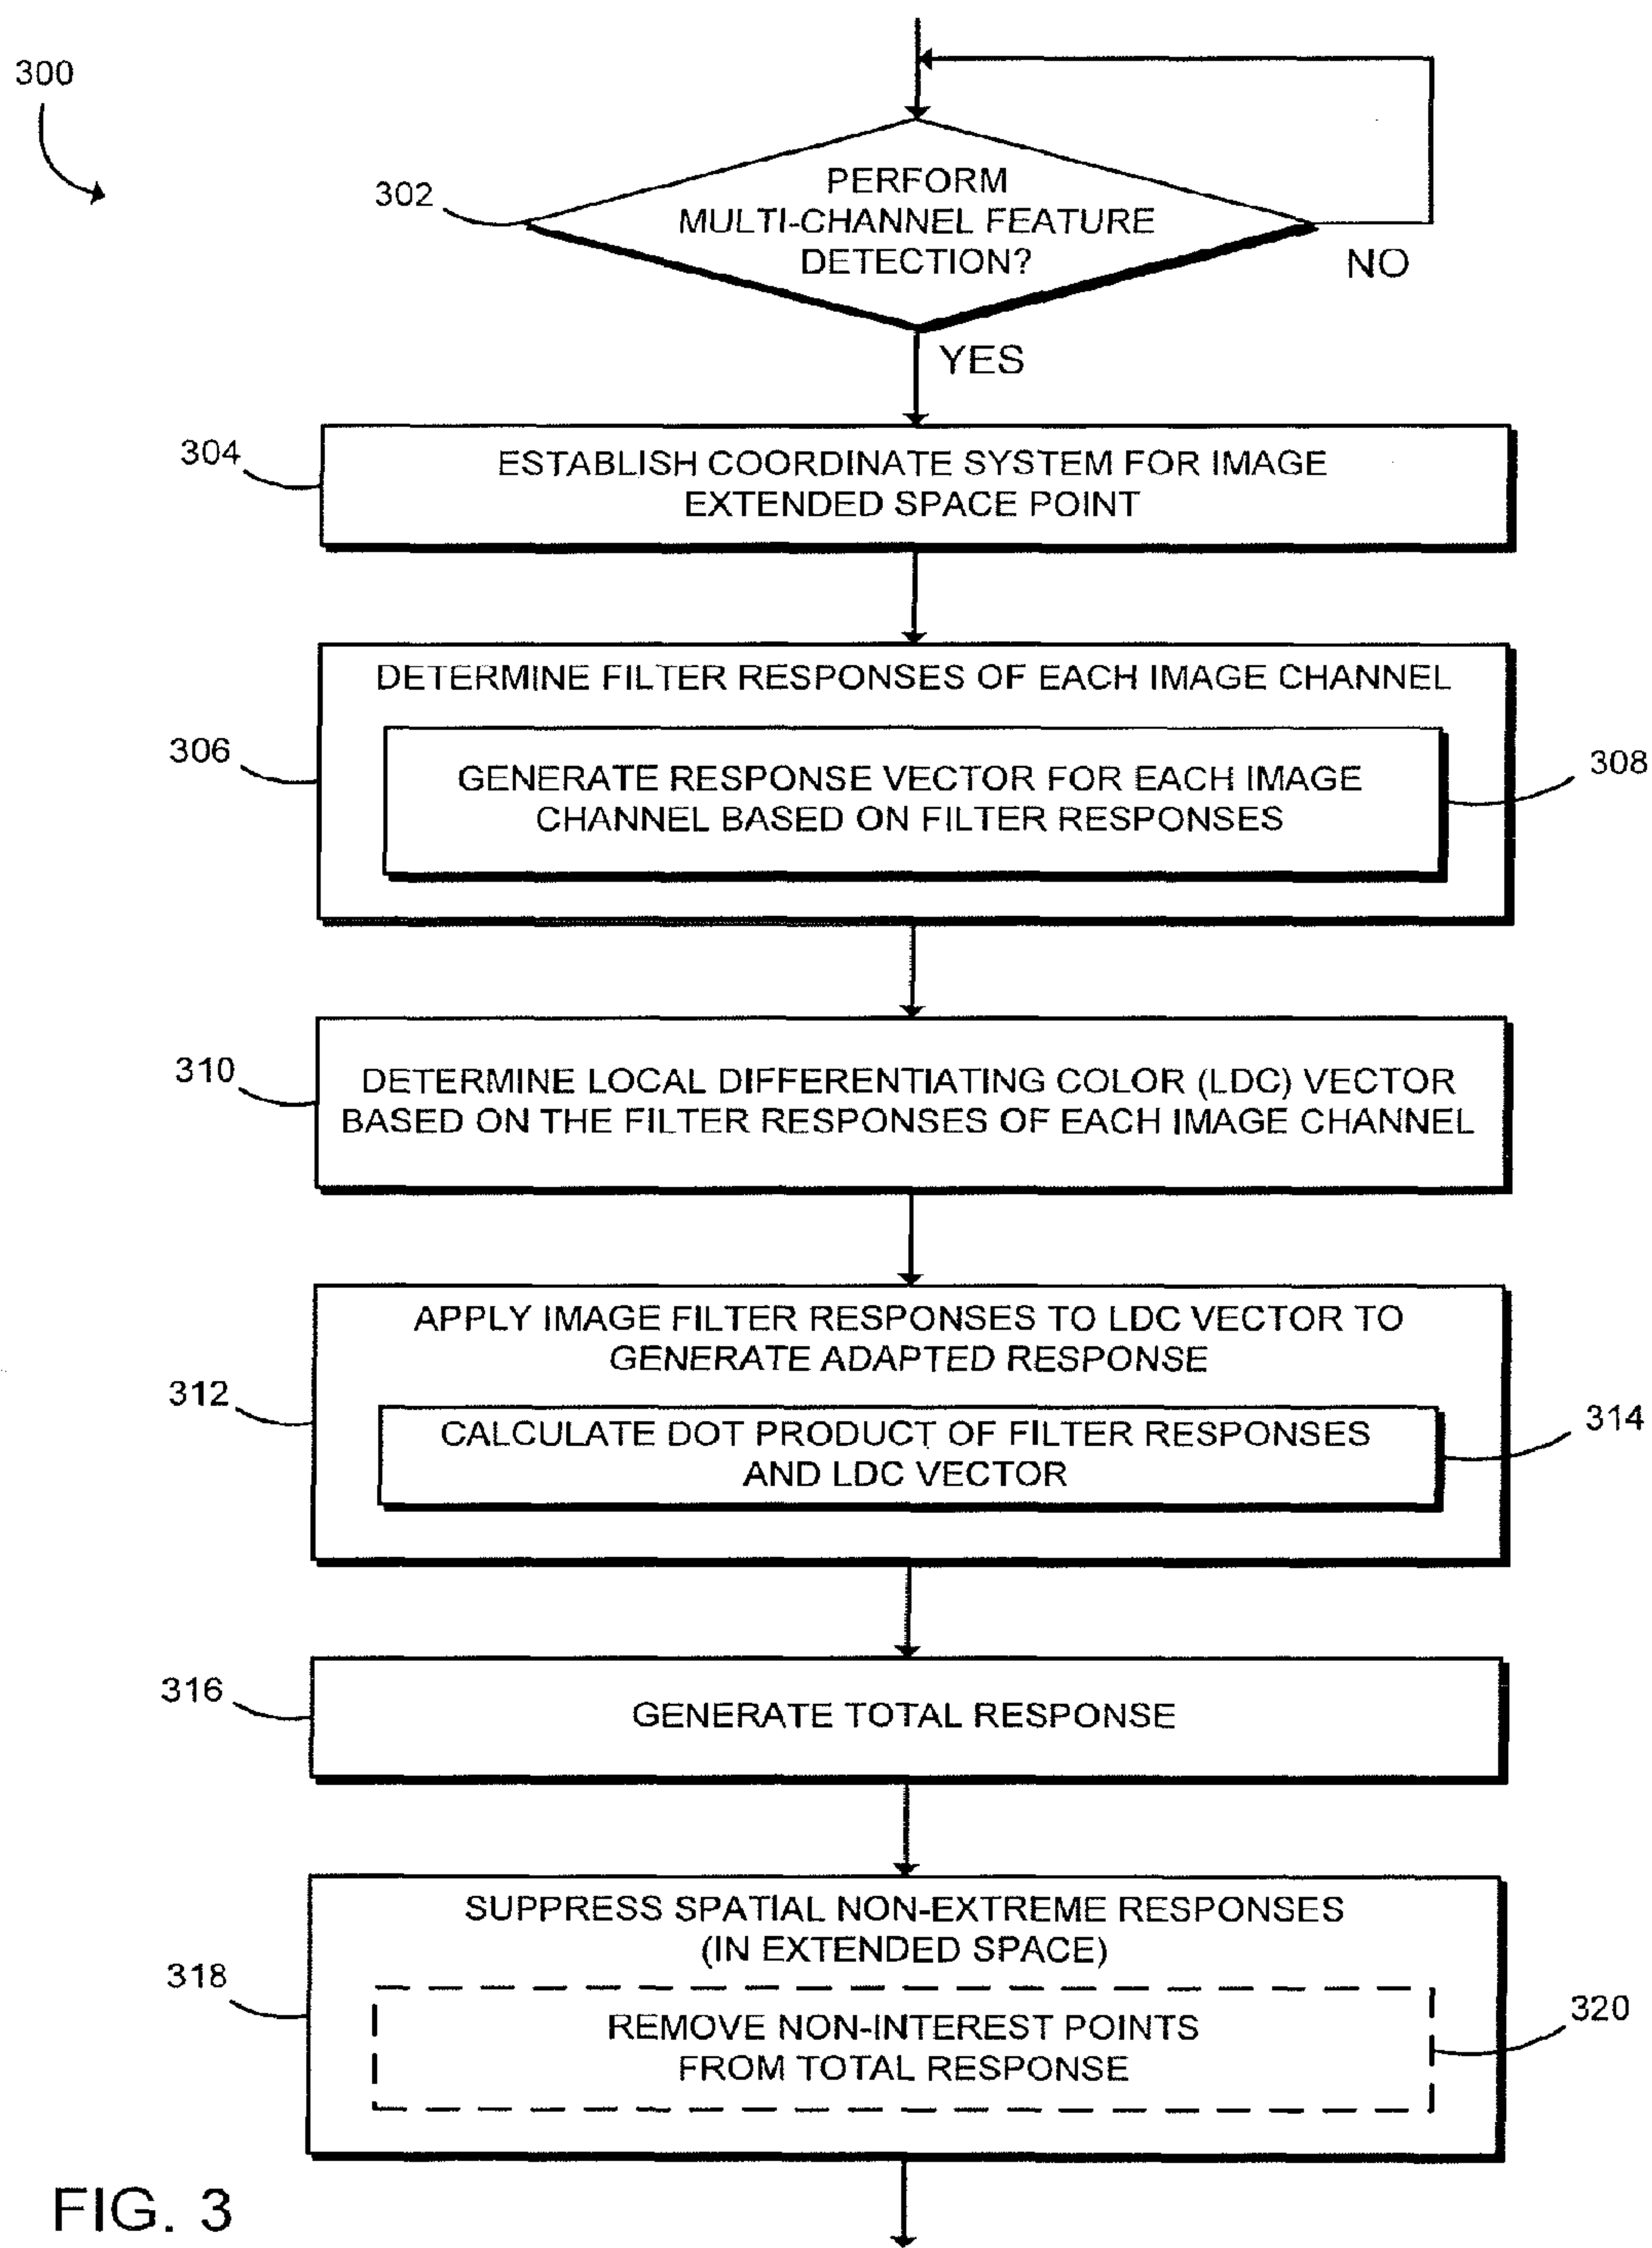 300
302
PERFORM
MULTI-CHANNEL FEATURE
DETECTION?
NO
YES
304
ESTABLISH COORDINATE SYSTEM FOR IMAGE
EXTENDED SPACE POINT
306
DETERMINE FILTER RESPONSES OF EACH IMAGE CHANNEL
GENERATE RESPONSE VECTOR FOR EACH IMAGE
CHANNEL BASED ON FILTER RESPONSES
308
310
DETERMINE LOCAL DIFFERENTIATING COLOR (LDC) VECTOR
BASED ON THE FILTER RESPONSES OF EACH IMAGE CHANNEL
312
APPLY IMAGE FILTER RESPONSES TO LDC VECTOR TO
GENERATE ADAPTED RESPONSE
CALCULATE DOT PRODUCT OF FILTER RESPONSES
AND LDC VECTOR
314
316
GENERATE TOTAL RESPONSE
318
SUPPRESS SPATIAL NON-EXTREME RESPONSES
(IN EXTENDED SPACE)
REMOVE NON-INTEREST POINTS
FROM TOTAL RESPONSE
320
FIG. 3